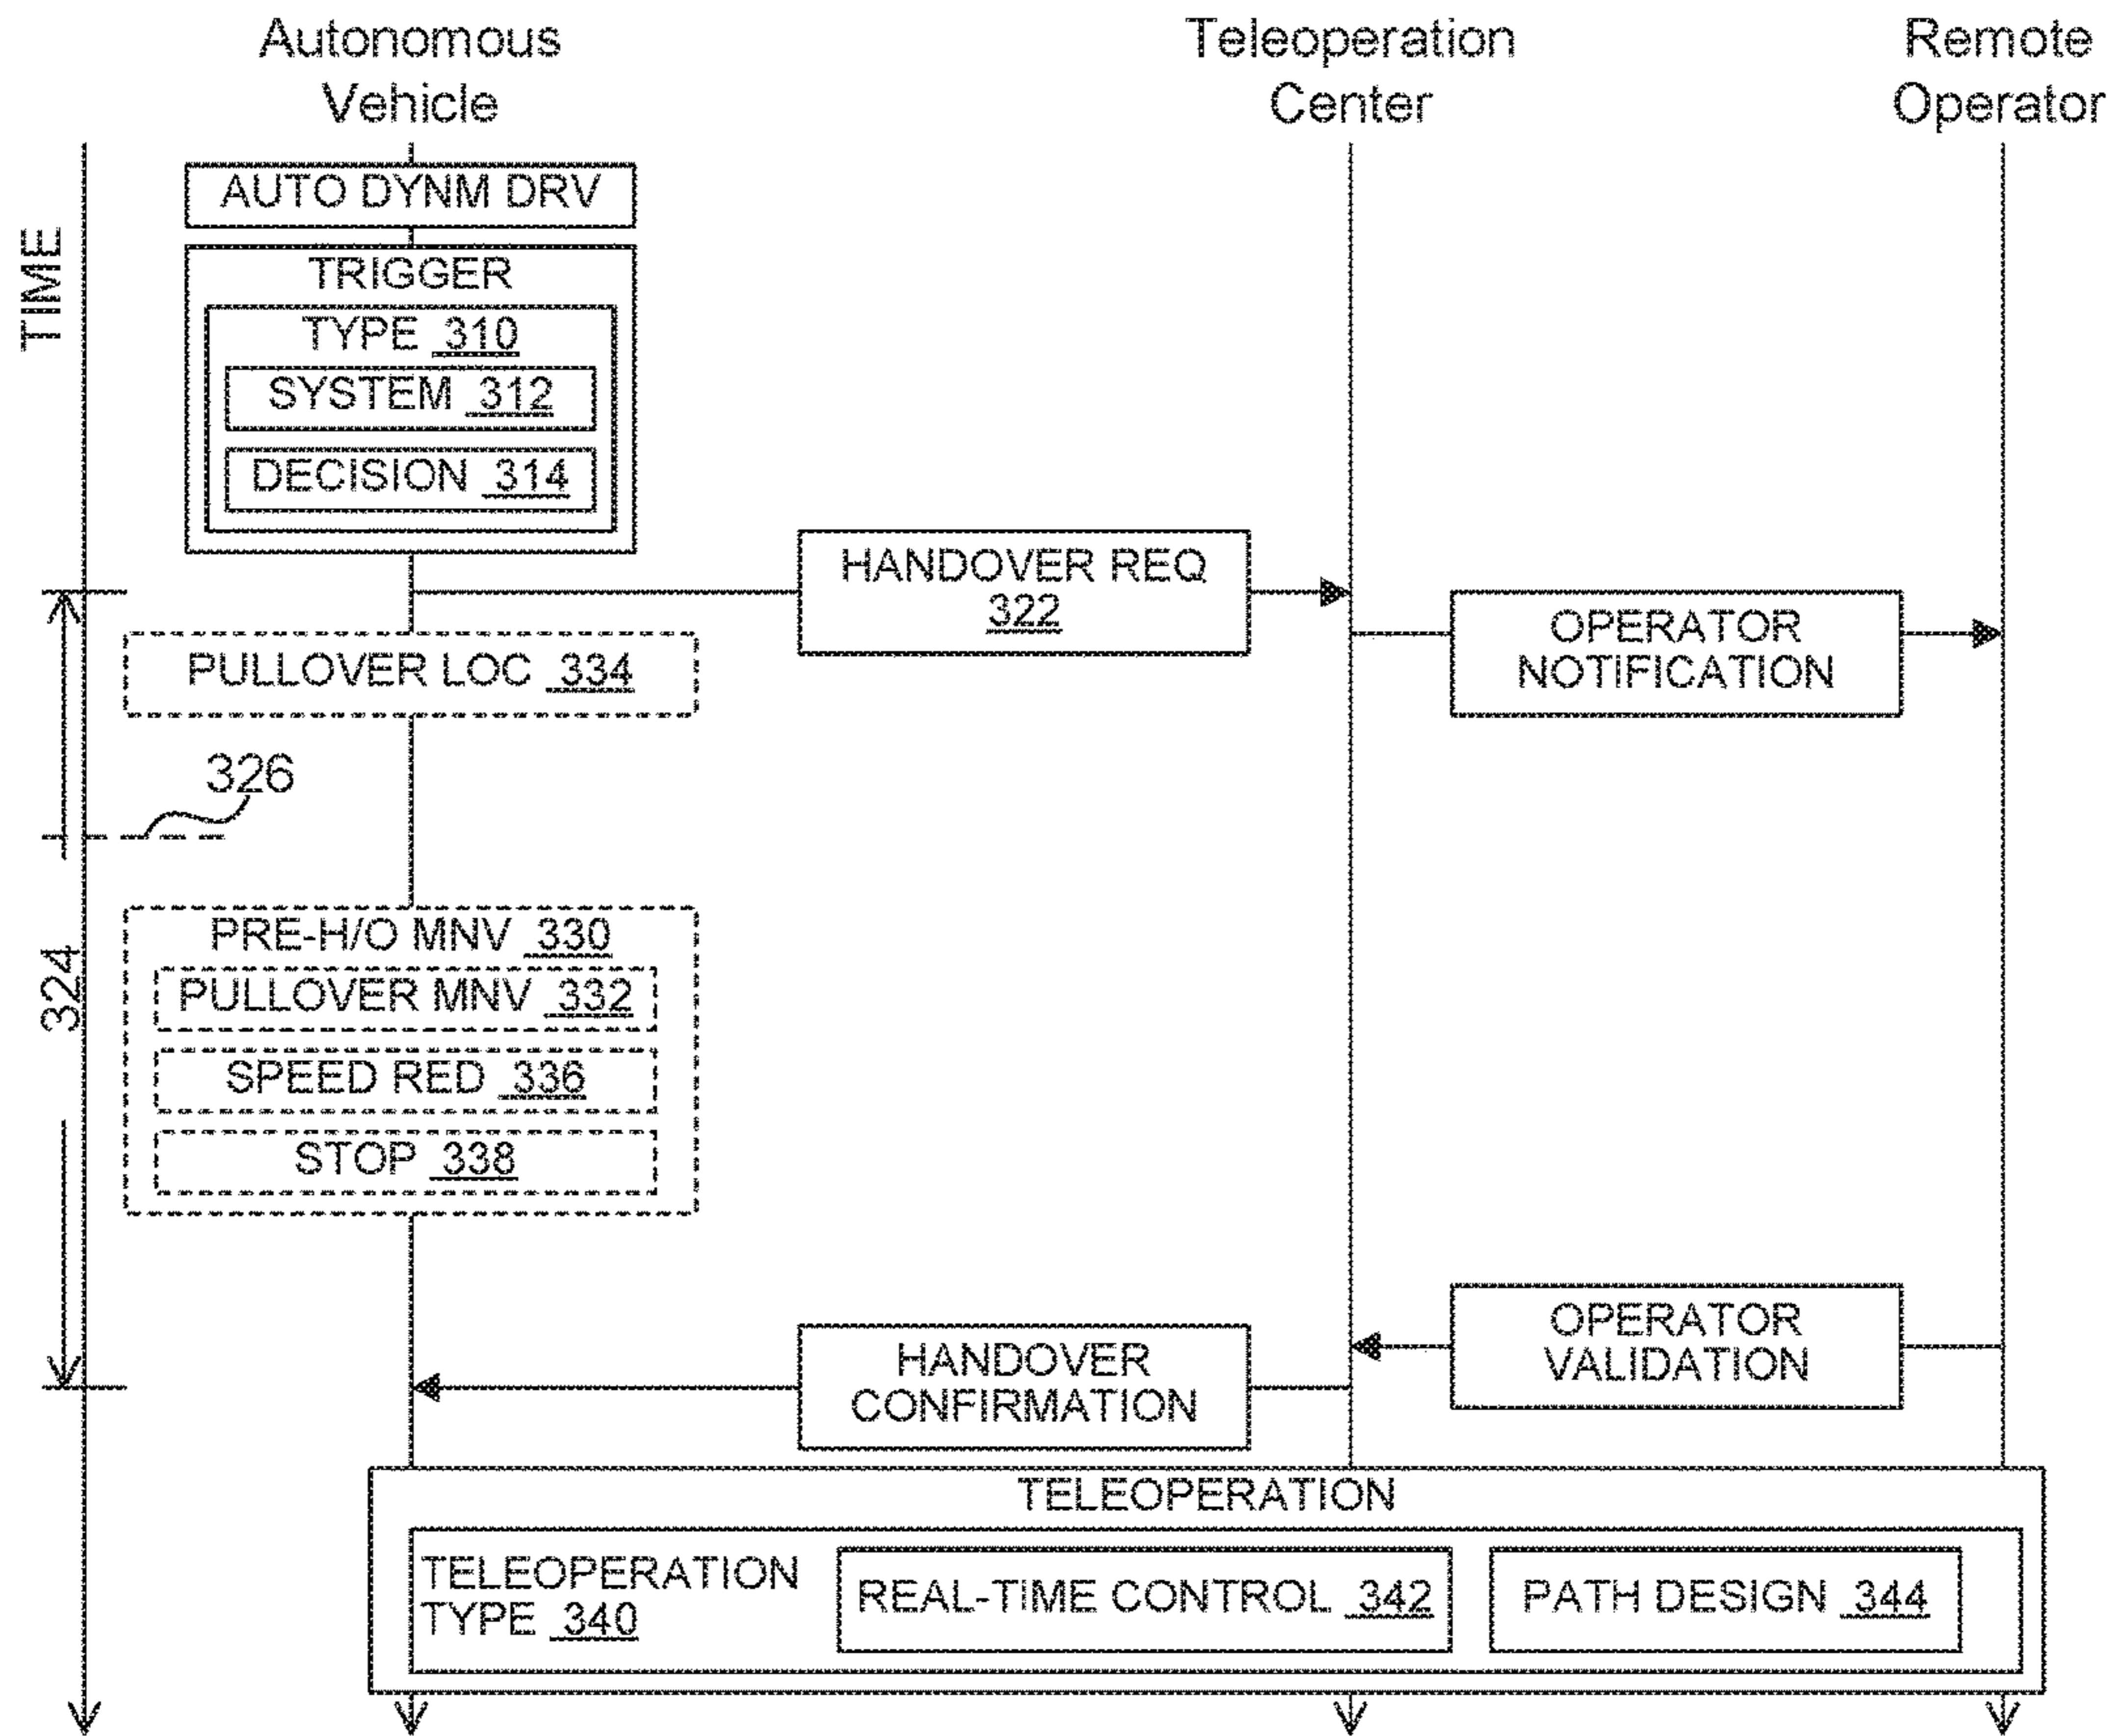 Autonomous
Vehicle
Teleoperation
Center
Remote
Operator
TIME
AUTO DYNM DRV
TRIGGER
TYPE 310
SYSTEM 312
DECISION 314
HANDOVER REQ
322
OPERATOR
NOTIFICATION
PULLOVER LOC 334
326
324
PRE-H/O MNV 330
PULLOVER MNV 332
SPEED RED 336
STOP 338
OPERATOR
VALIDATION
HANDOVER
CONFIRMATION
TELEOPERATION
TELEOPERATION
TYPE 340
REAL-TIME CONTROL 342
PATH DESIGN 344